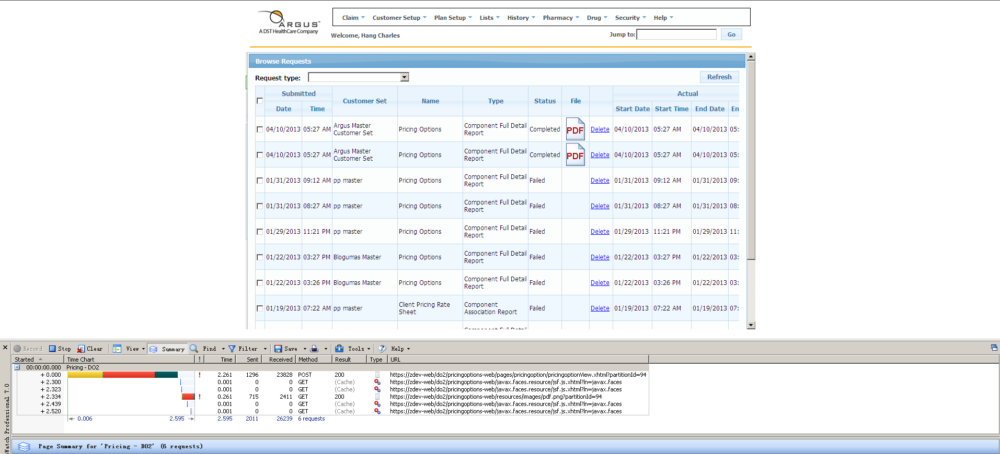 ARGUS™
A DST HealthCare Company
Claim Customer Setup Plan Setup Lists History Pharmacy Drug Security Help
Welcome, Hang Charles
Jump to: Go
Browse Requests
Request type: Refresh
Submitted Customer Set Name Type Status File Actual
Date Time Start Date Start Time End Date En
04/10/2013 05:27 AM Argus Master Customer Set Pricing Options Component Full Detail Report Completed PDF Delete 04/10/2013 05:27 AM 04/10/2013 05:
04/10/2013 05:27 AM Argus Master Customer Set Pricing Options Component Full Detail Report Completed PDF Delete 04/10/2013 05:27 AM 04/10/2013 05:
01/31/2013 09:12 AM pp master Pricing Options Component Full Detail Report Failed Delete 01/31/2013 09:12 AM 01/31/2013 09:
01/31/2013 08:27 AM pp master Pricing Options Component Full Detail Report Failed Delete 01/31/2013 08:27 AM 01/31/2013 08:
01/29/2013 11:21 PM pp master Pricing Options Component Full Detail Report Failed Delete 01/29/2013 11:21 PM 01/29/2013 11:
01/22/2013 03:27 PM Blogumas Master Pricing Options Component Full Detail Report Failed Delete 01/22/2013 03:27 PM 01/22/2013 03:
01/22/2013 03:26 PM Blogumas Master Pricing Options Component Full Detail Report Failed Delete 01/22/2013 03:26 PM 01/22/2013 03:
01/19/2013 07:22 AM pp master Client Pricing Rate Sheet Component Association Report Failed Delete 01/19/2013 07:22 AM 01/19/2013 07:
Record Stop Clear View Summary Find Filter Save Tools Help
Started Time Chart ! Time Sent Received Method Result Type URL
00:00:00.000 Pricing - DO2
+ 0.000 ! 2.261 1296 23828 POST 200 https://zdev-web/do2/pricingoptions-web/pages/pricingoption/pricingoptionView.xhtml?partitionId=94
+ 2.300 0.001 0 0 GET (Cache) https://zdev-web/do2/pricingoptions-web/javax.faces.resource/jsf.js.xhtml?ln=javax.faces
+ 2.323 0.001 0 0 GET (Cache) https://zdev-web/do2/pricingoptions-web/javax.faces.resource/jsf.js.xhtml?ln=javax.faces
+ 2.334 ! 0.261 715 2411 GET 200 https://zdev-web/do2/pricingoptions-web/resources/images/pdf.png?partitionId=94
+ 2.439 0.001 0 0 GET (Cache) https://zdev-web/do2/pricingoptions-web/javax.faces.resource/jsf.js.xhtml?ln=javax.faces
+ 2.520 0.001 0 0 GET (Cache) https://zdev-web/do2/pricingoptions-web/javax.faces.resource/jsf.js.xhtml?ln=javax.faces
0.006 2.595 2.595 2011 26239 6 requests
Watch Professional 7.0
Page Summary for 'Pricing - DO2' (6 requests)